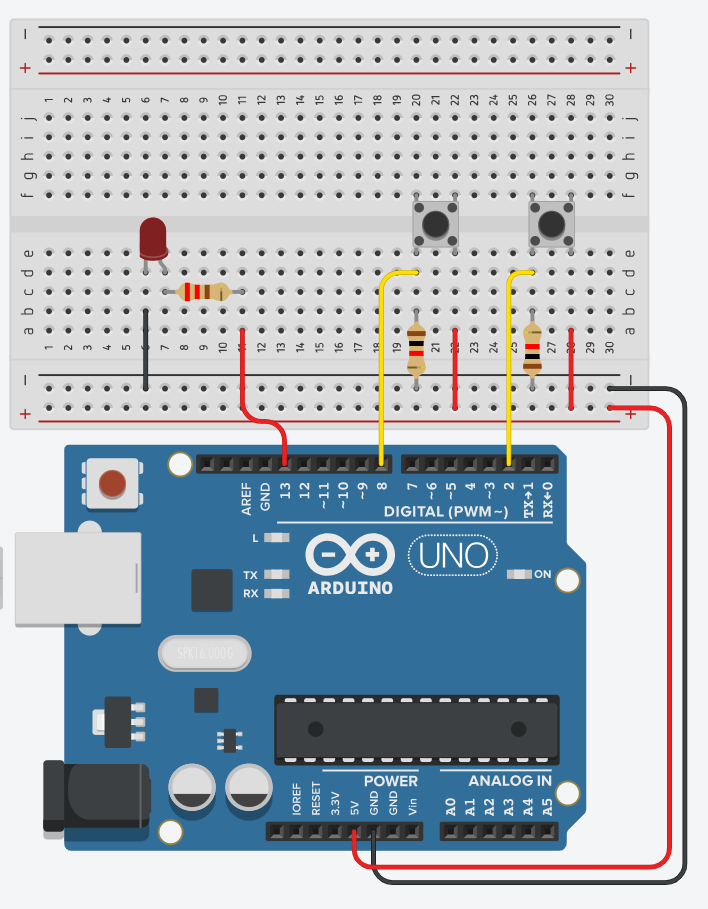 − −
+ +
1 2 3 4 5 6 7 8 9 10 11 12 13 14 15 16 17 18 19 20 21 22 23 24 25 26 27 28 29 30
j j
i i
h h
g g
f f
e e
d d
c c
b b
a a
1 2 3 4 5 6 7 8 9 10 11 12 13 14 15 16 17 18 19 20 21 22 23 24 25 26 27 28 29 30
− −
+ +
AREF GND 13 12 ~11 ~10 ~9 8 7 ~6 ~5 4 ~3 2 TX→1 RX←0
DIGITAL (PWM ~)
L
TX
RX
ARDUINO
UNO
ON
POWER ANALOG IN
IOREF RESET 3.3V 5V GND GND Vin A0 A1 A2 A3 A4 A5